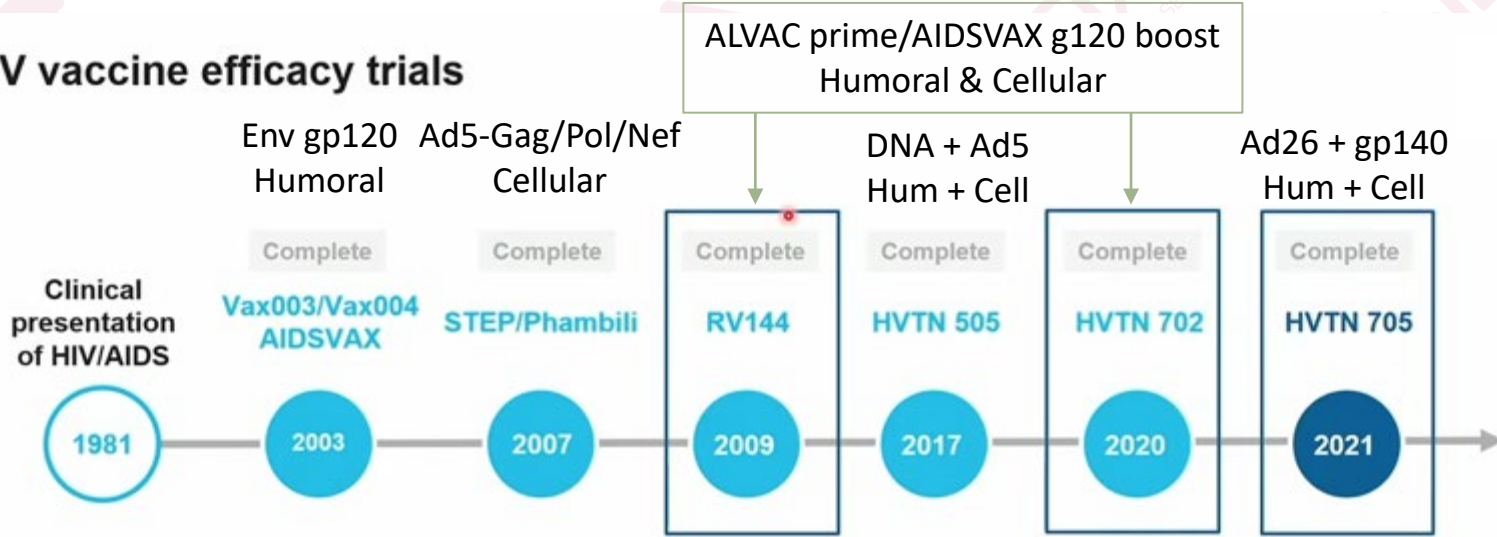 ALVAC prime/AIDSVAX g120 boost
Humoral & Cellular
V vaccine efficacy trials
Env gp120
Humoral
Ad5-Gag/Pol/Nef
Cellular
DNA + Ad5
Hum + Cell
Ad26 + gp140
Hum + Cell
Clinical
presentation
of HIV/AIDS
1981
Complete
Vax003/Vax004
AIDSVAX
2003
Complete
STEP/Phambili
2007
Complete
RV144
2009
Complete
HVTN 505
2017
Complete
HVTN 702
2020
Complete
HVTN 705
2021